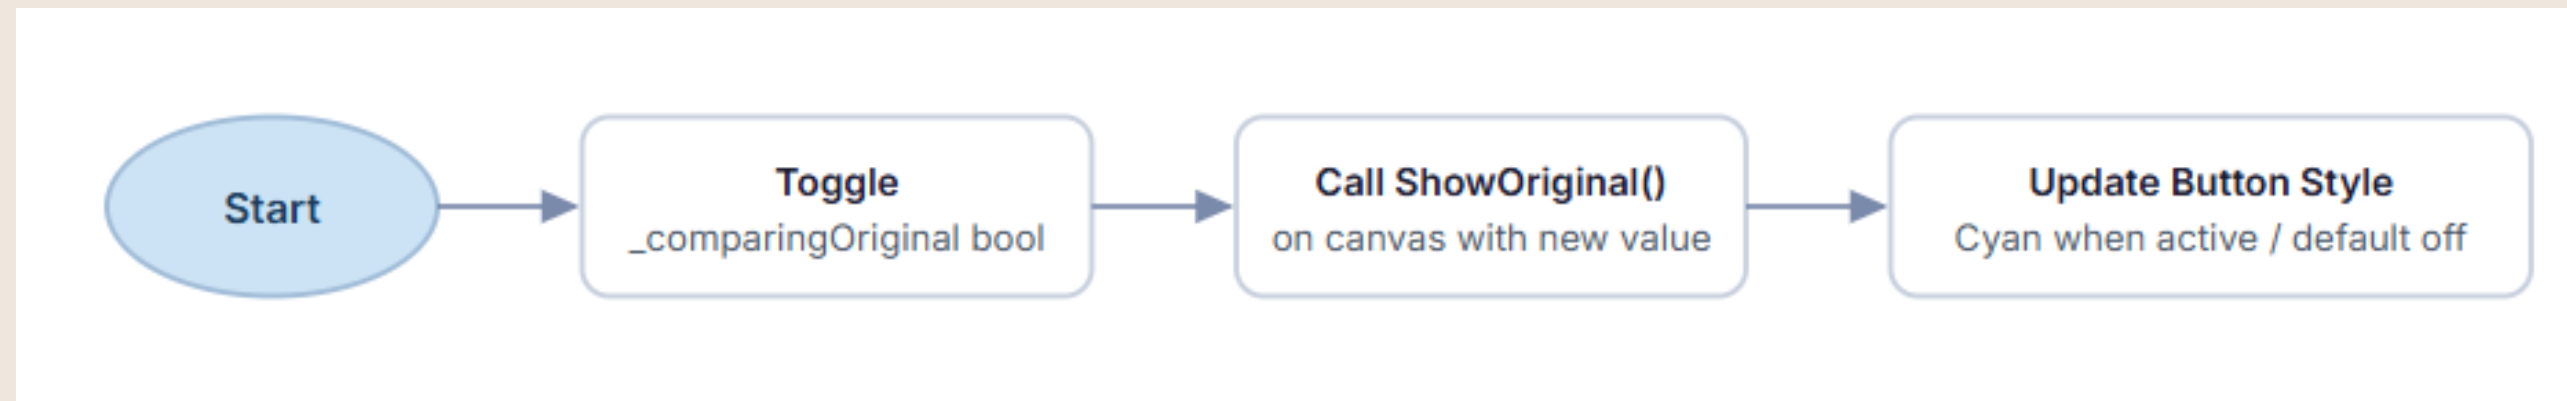 Start
Toggle
_comparingOriginal bool
Call ShowOriginal()
on canvas with new value
Update Button Style
Cyan when active / default off